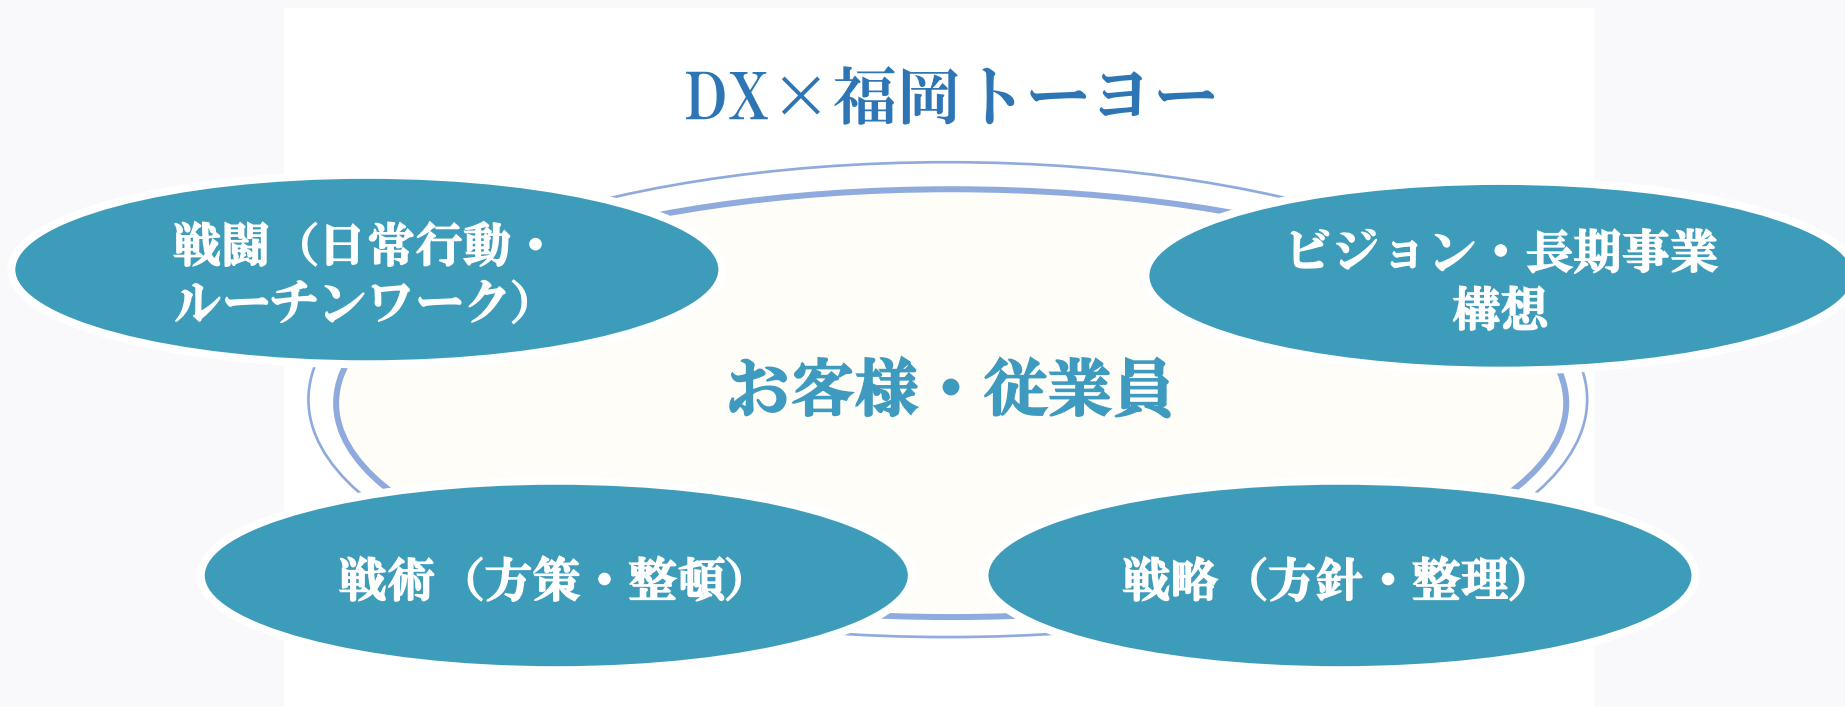 DX×福岡トーヨー
戦闘（日常行動・
ルーチンワーク）
ビジョン・長期事業
構想
お客様・従業員
戦術（方策・整頓）
戦略（方針・整理）